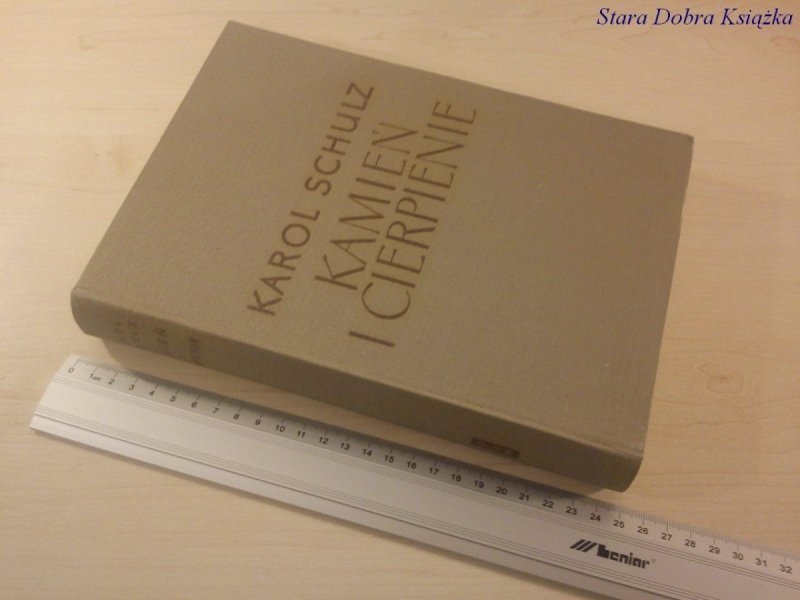 Stara Dobra Książka
KAROL SCHULZ
KAMIEŃ
I CIERPIENIE
0 1cm 2 3 4 5 6 7 8 9 10 11 12 13 14 15 16 17 18 19 20 21 22 23 24 25 26 27 28 29 30 31 32
leniar